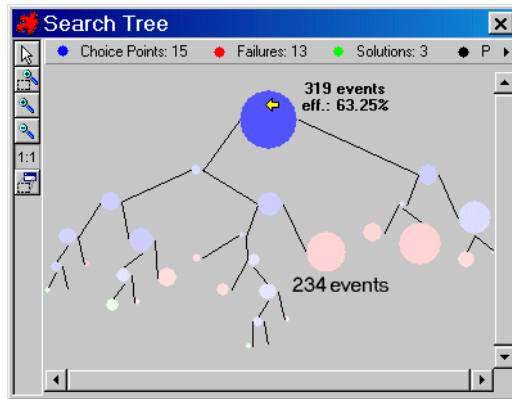 Search Tree
Choice Points: 15 Failures: 13 Solutions: 3 P
319 events
eff.: 63.25%
1:1
234 events